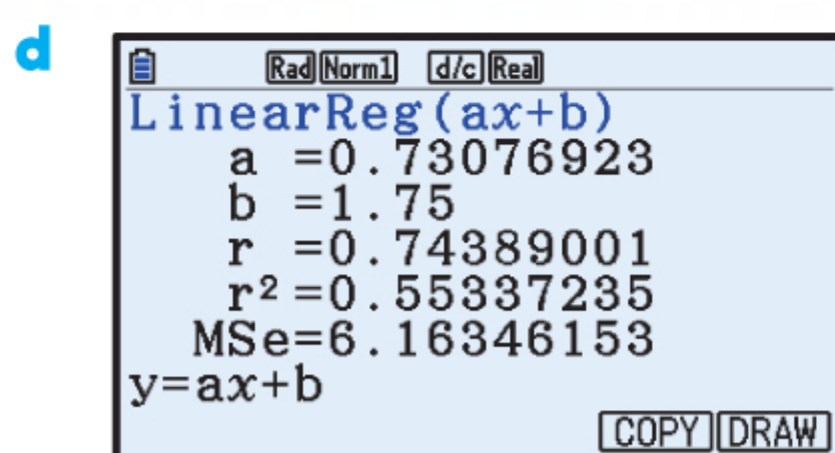 d
Rad Norm1 d/c Real
LinearReg(ax+b)
a =0.73076923
b =1.75
r =0.74389001
r²=0.55337235
MSe=6.16346153
y=ax+b
COPY DRAW